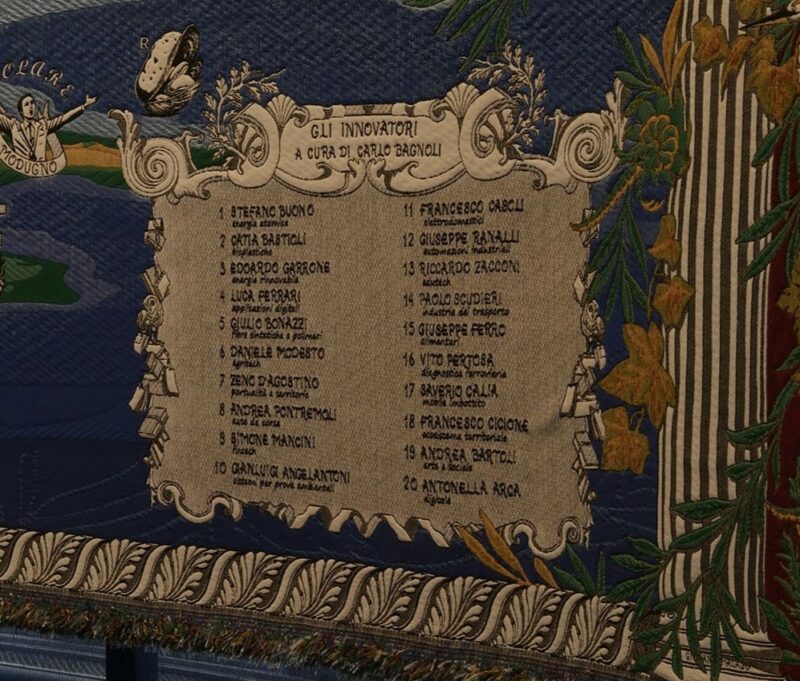 R
COLARE
MODUGNO
GLI INNOVATORI
A CURA DI CARLO BAGNOLI
1 STEFANO BUONO
energia atomica
2 CATIA BASTIOLI
bioplastiche
3 EDOARDO GARRONE
energie rinnovabile
4 LUCA FERRARI
applicazioni digitali
5 GIULIO BONAZZI
fibre sintetiche e polimeri
6 DANIELE MODESTO
agritech
7 ZENO D'AGOSTINO
portualità e territorio
8 ANDREA PONTREMOLI
auto da corsa
9 SIMONE MANCINI
fintech
10 GIANLUIGI ANGELANTONI
sistemi per prove ambientali
11 FRANCESCO CASOLI
elettrodomestici
12 GIUSEPPE RANALLI
automazioni industriali
13 RICCARDO ZACCONI
edutech
14 PAOLO SCUDIERI
industria del trasporto
15 GIUSEPPE FERRO
alimentari
16 VITO PERTOSA
diagnostica ferroviaria
17 SAVERIO CALIA
mobile imbottito
18 FRANCESCO CICIONE
ecosistema territoriale
19 ANDREA BARTOLI
arte e sociale
20 ANTONELLA ARCA
digitale